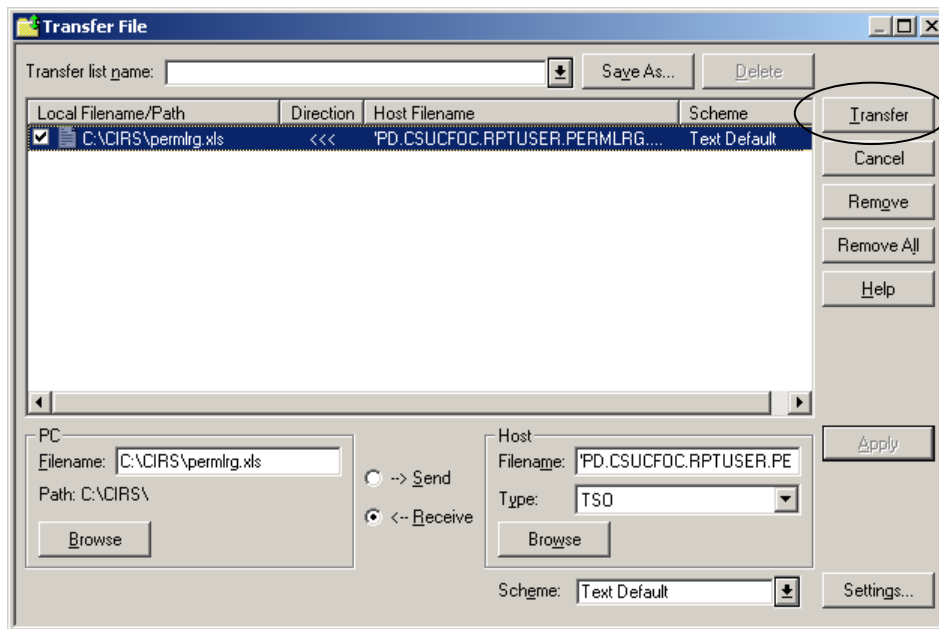 Transfer File
Transfer list name: Save As... Delete
Local Filename/Path Direction Host Filename Scheme Transfer
C:\CIRS\permlrg.xls <<< 'PD.CSUCFOC.RPTUSER.PERMLRG.... Text Default
Cancel
Remove
Remove All
Help
PC Host Apply
Filename: C:\CIRS\permlrg.xls --> Send Filename: 'PD.CSUCFOC.RPTUSER.PE
Path: C:\CIRS\ <-- Receive Type: TSO
Browse Browse
Scheme: Text Default Settings...